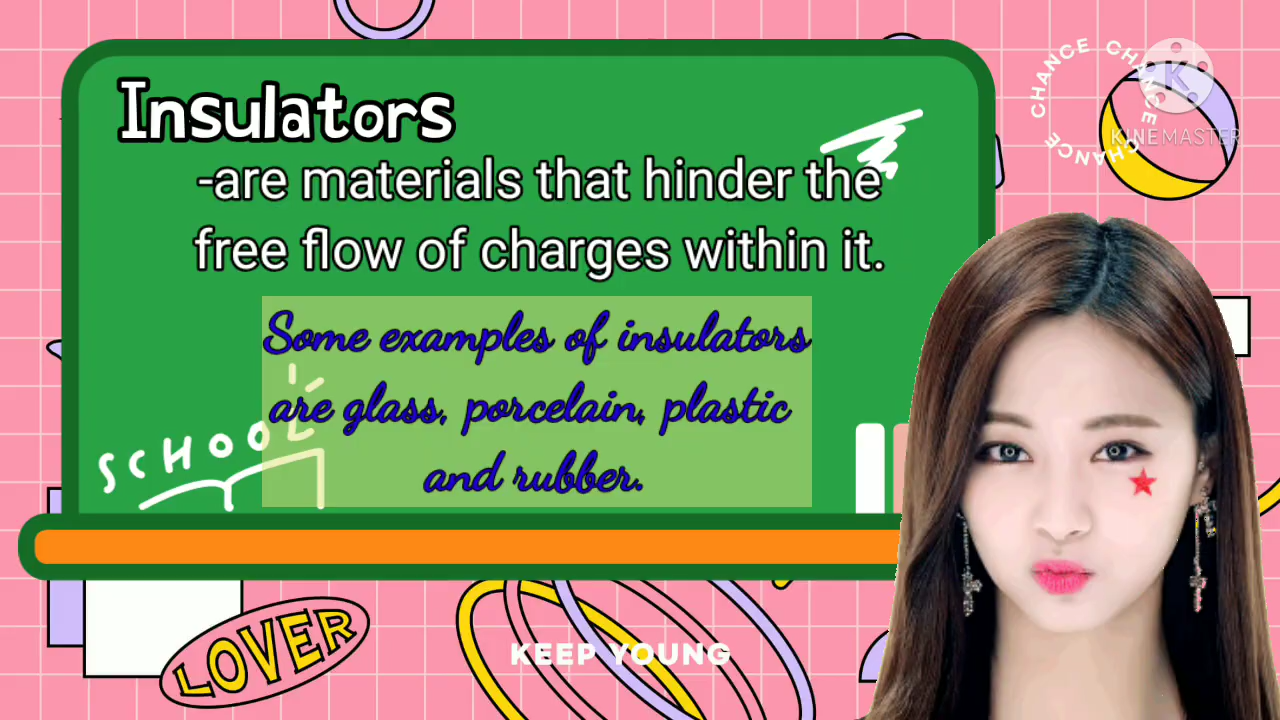 Insulators
-are materials that hinder the
free flow of charges within it.
Some examples of insulators
are glass, porcelain, plastic
and rubber.
SCHOOL
CHANCE CHANCE CHANCE
KINEMASTER
LOVER
KEEP YOUNG